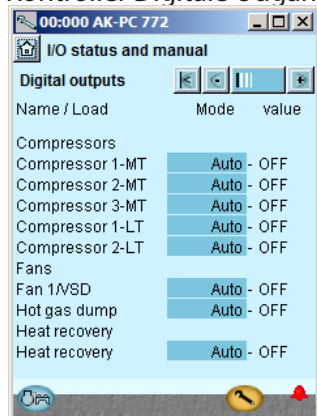 00:000 AK-PC 772
I/O status and manual
Digital outputs
Name / Load Mode value
Compressors
Compressor 1-MT Auto - OFF
Compressor 2-MT Auto - OFF
Compressor 3-MT Auto - OFF
Compressor 1-LT Auto - OFF
Compressor 2-LT Auto - OFF
Fans
Fan 1/VSD Auto - OFF
Hot gas dump Auto - OFF
Heat recovery
Heat recovery Auto - OFF